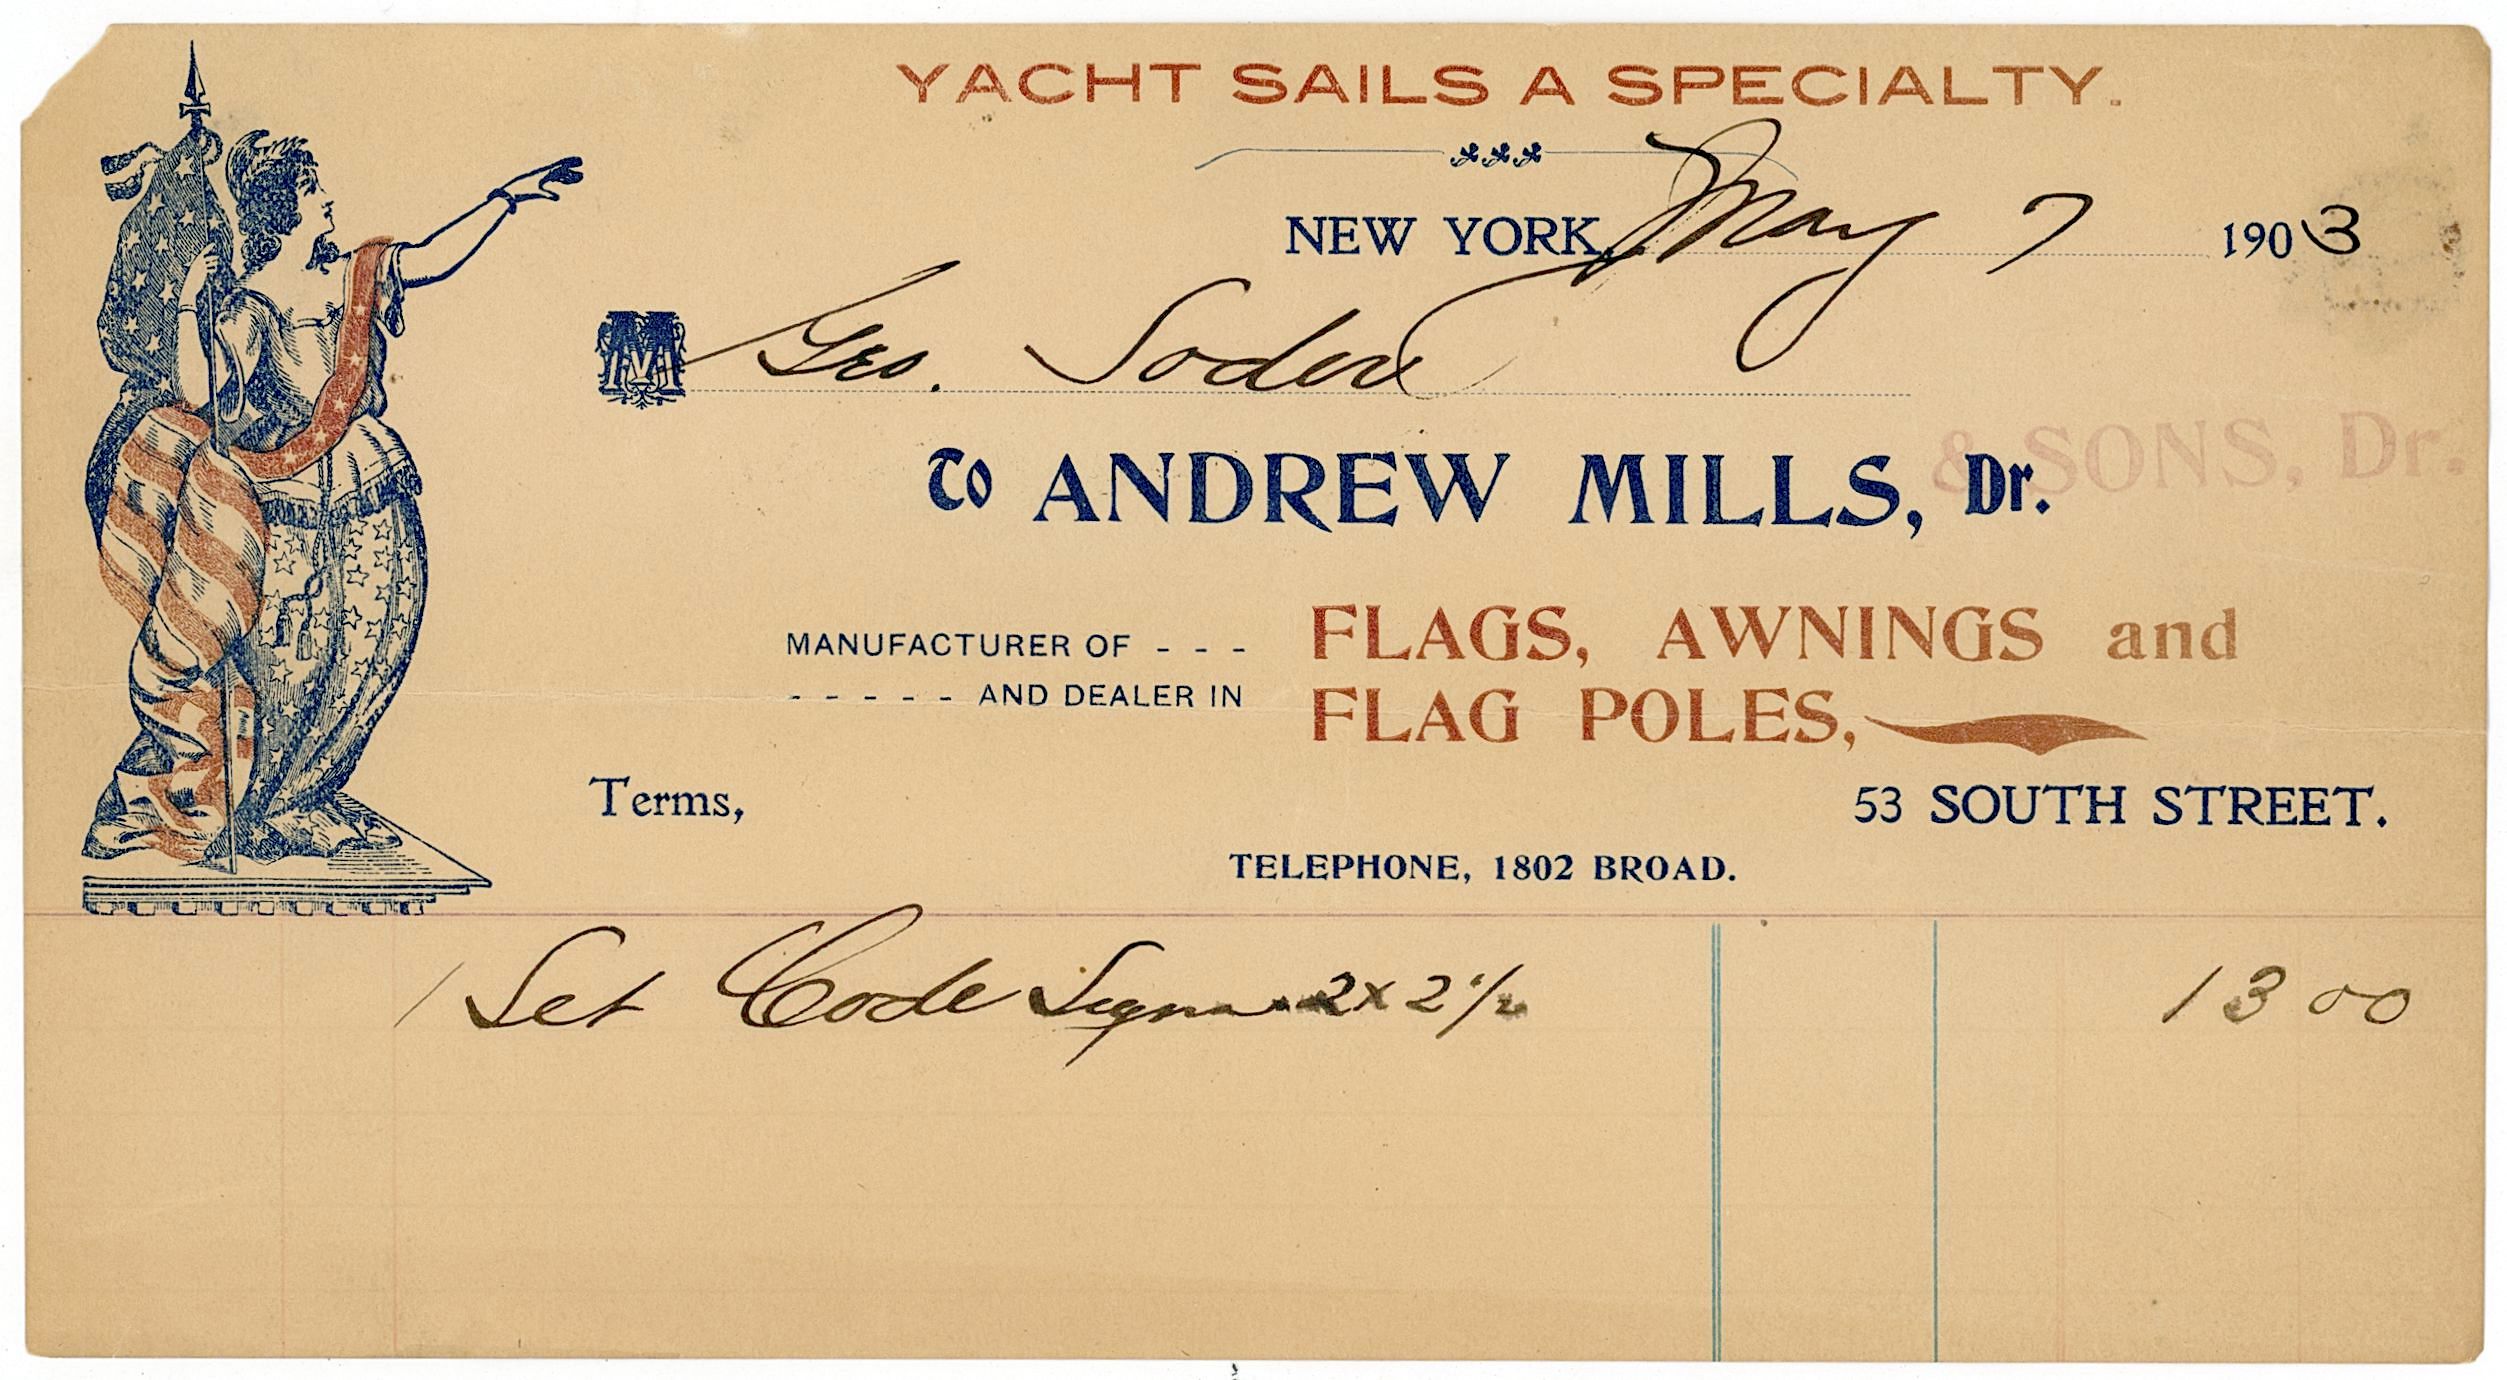 YACHT SAILS A SPECIALTY.
NEW YORK, May 7 1903
M Geo. Soder
To ANDREW MILLS, Dr.
& SONS, Dr.
MANUFACTURER OF - - -
- - - - - AND DEALER IN
FLAGS, AWNINGS and
FLAG POLES,
Terms,
53 SOUTH STREET.
TELEPHONE, 1802 BROAD.
1 Set Code 2 x 2 1/2 13 00